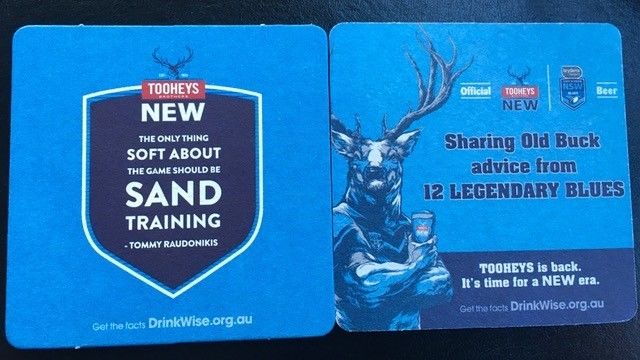 TOOHEYS
BROTHERS
NEW
THE ONLY THING
SOFT ABOUT
THE GAME SHOULD BE
SAND
TRAINING
- TOMMY RAUDONIKIS
Get the facts DrinkWise.org.au
Official TOOHEYS NEW NSW Beer
Sharing Old Buck
advice from
12 LEGENDARY BLUES
TOOHEYS is back.
It's time for a NEW era.
Get the facts DrinkWise.org.au